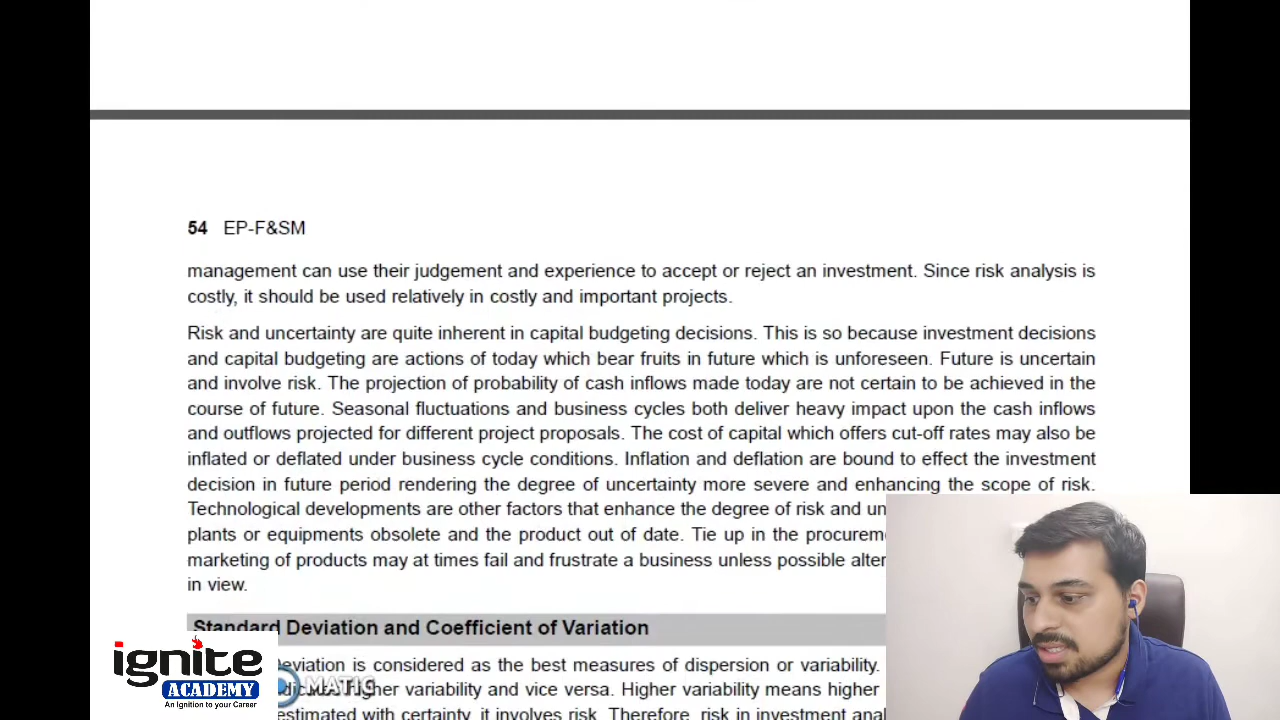 54 EP-F&SM
management can use their judgement and experience to accept or reject an investment. Since risk analysis is
costly, it should be used relatively in costly and important projects.
Risk and uncertainty are quite inherent in capital budgeting decisions. This is so because investment decisions
and capital budgeting are actions of today which bear fruits in future which is unforeseen. Future is uncertain
and involve risk. The projection of probability of cash inflows made today are not certain to be achieved in the
course of future. Seasonal fluctuations and business cycles both deliver heavy impact upon the cash inflows
and outflows projected for different project proposals. The cost of capital which offers cut-off rates may also be
inflated or deflated under business cycle conditions. Inflation and deflation are bound to effect the investment
decision in future period rendering the degree of uncertainty more severe and enhancing the scope of risk.
Technological developments are other factors that enhance the degree of risk and
plants or equipments obsolete and the product out of date. Tie up in the
marketing of products may at times fail and frustrate a business unless possible
in view.
Standard Deviation and Coefficient of Variation
eviation is considered as the best measures of dispersion or variability.
higher variability and vice versa. Higher variability means higher
estimated with certainty, it involves risk. Therefore, risk in investment
ignite
ACADEMY
An Ignition to your Career
MATIC